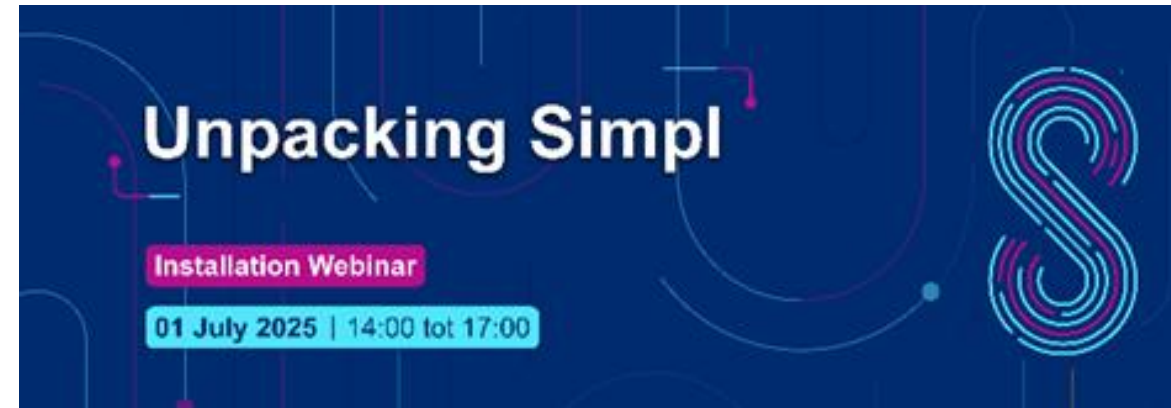 Unpacking Simpl
Installation Webinar
01 July 2025 | 14:00 tot 17:00